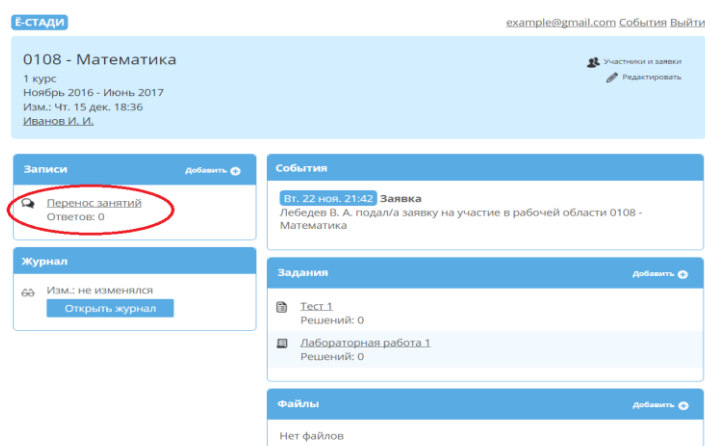 Ё-СТАДИ
example@gmail.com События Выйти
0108 - Математика
1 курс
Ноябрь 2016 - Июнь 2017
Изм.: Чт. 15 дек. 18:36
Иванов И. И.
Участники и заявки
Редактировать
Записи Добавить
Перенос занятий
Ответов: 0
Журнал
Изм.: не изменялся
Открыть журнал
События
Вт. 22 ноя. 21:42 Заявка
Лебедев В. А. подал/а заявку на участие в рабочей области 0108 -
Математика
Задания Добавить
Тест 1
Решений: 0
Лабораторная работа 1
Решений: 0
Файлы Добавить
Нет файлов